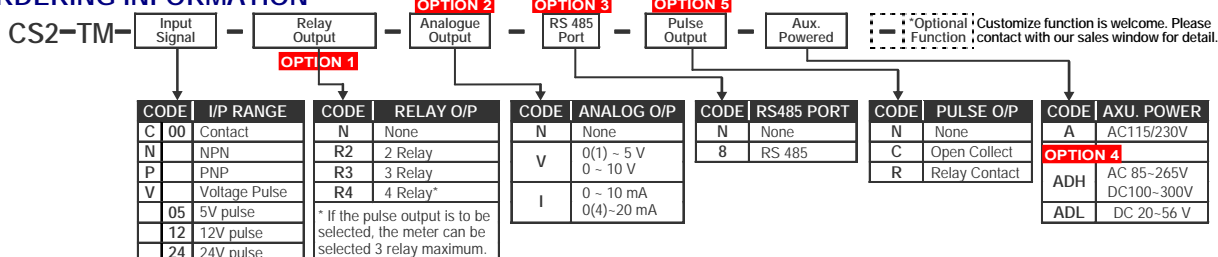 RDERING INFORMATION
OPTION 2
OPTION 3
OPTION 5
CS2-TM- Input Signal - Relay Output - Analogue Output - RS 485 Port - Pulse Output - Aux. Powered - *Optional Function
Customize function is welcome. Please
contact with our sales window for detail.
OPTION 1
CODE I/P RANGE
C 00 Contact
N NPN
P PNP
V Voltage Pulse
05 5V pulse
12 12V pulse
24 24V pulse
CODE RELAY O/P
N None
R2 2 Relay
R3 3 Relay
R4 4 Relay*
* If the pulse output is to be
selected, the meter can be
selected 3 relay maximum.
CODE ANALOG O/P
N None
V 0(1) ~ 5 V
0 ~ 10 V
I 0 ~ 10 mA
0(4)~20 mA
CODE RS485 PORT
N None
8 RS 485
CODE PULSE O/P
N None
C Open Collect
R Relay Contact
CODE AXU. POWER
A AC115/230V
OPTION 4
ADH AC 85~265V
DC100~300V
ADL DC 20~56 V